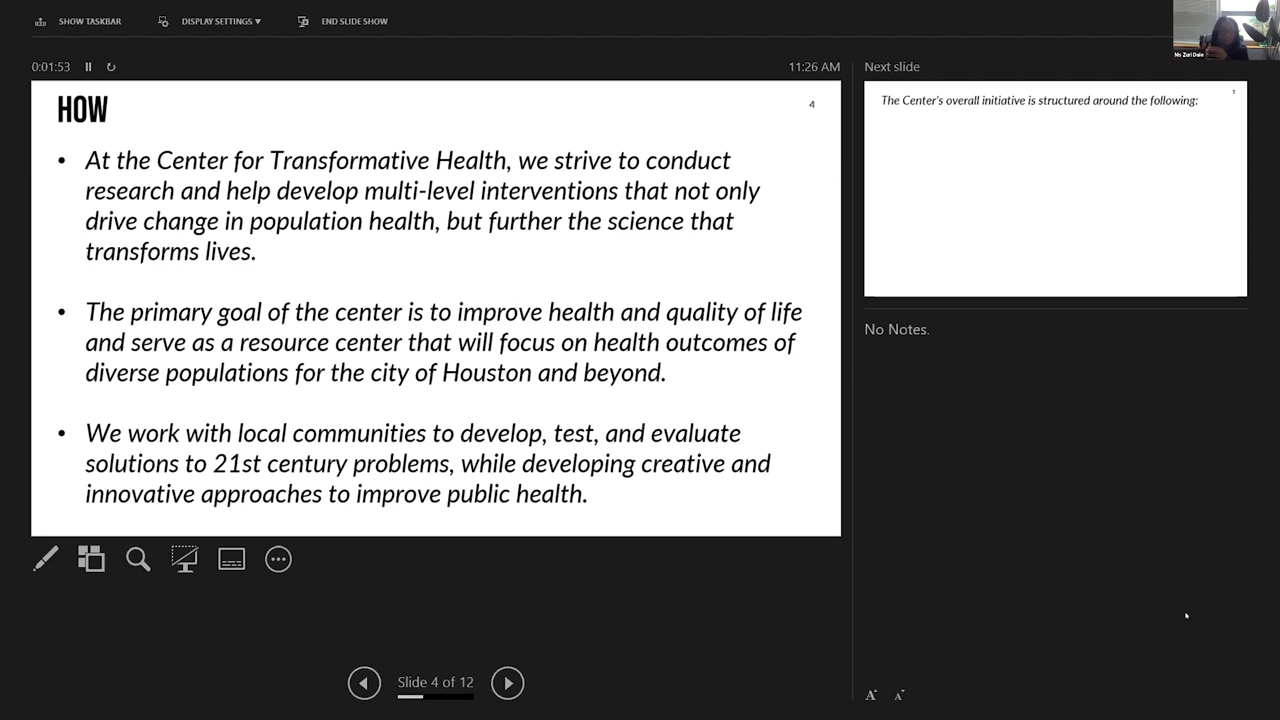 SHOW TASKBAR
DISPLAY SETTINGS ▼
END SLIDE SHOW
Ms Zuri Dale
0:01:53
11:26 AM
Next slide
HOW
4
• At the Center for Transformative Health, we strive to conduct
research and help develop multi-level interventions that not only
drive change in population health, but further the science that
transforms lives.
• The primary goal of the center is to improve health and quality of life
and serve as a resource center that will focus on health outcomes of
diverse populations for the city of Houston and beyond.
• We work with local communities to develop, test, and evaluate
solutions to 21st century problems, while developing creative and
innovative approaches to improve public health.
The Center's overall initiative is structured around the following:
No Notes.
Slide 4 of 12
A
A